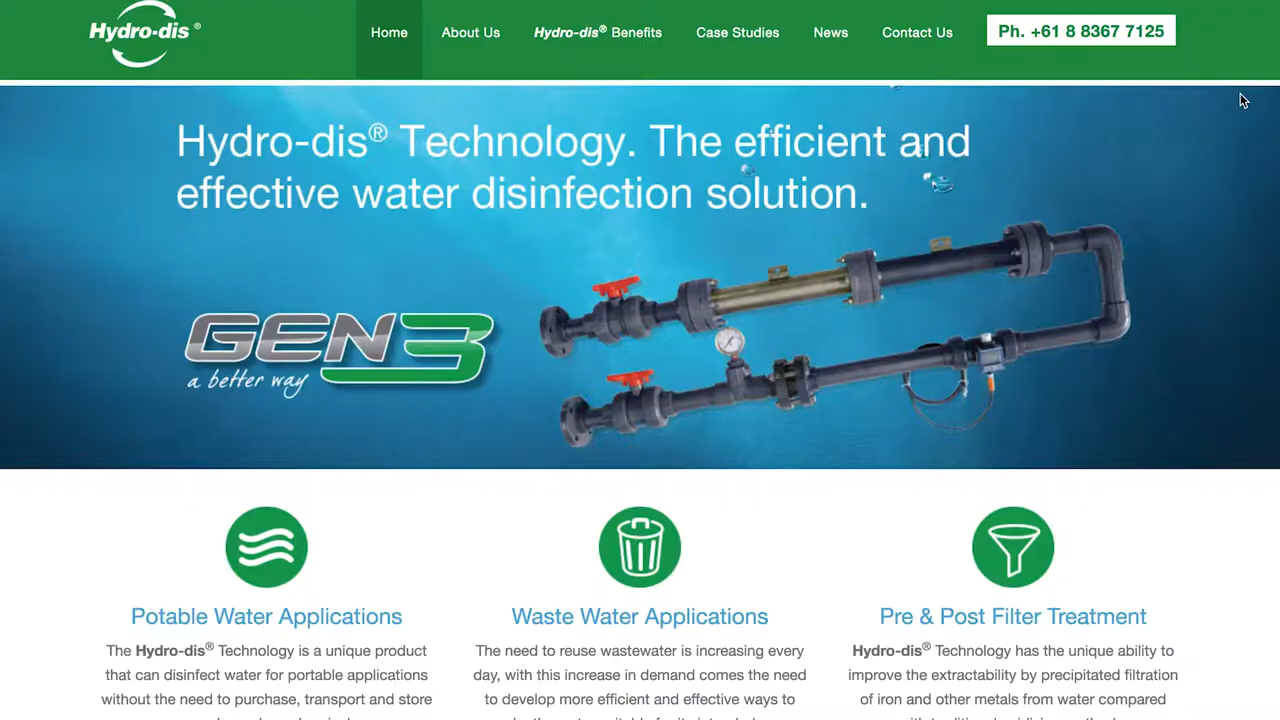 Hydro-dis ®
Home
About Us
Hydro-dis® Benefits
Case Studies
News
Contact Us
Ph. +61 8 8367 7125
Hydro-dis® Technology. The efficient and
effective water disinfection solution.
GEN3
a better way
Potable Water Applications
The Hydro-dis® Technology is a unique product
that can disinfect water for portable applications
without the need to purchase, transport and store
Waste Water Applications
The need to reuse wastewater is increasing every
day, with this increase in demand comes the need
to develop more efficient and effective ways to
Pre & Post Filter Treatment
Hydro-dis® Technology has the unique ability to
improve the extractability by precipitated filtration
of iron and other metals from water compared